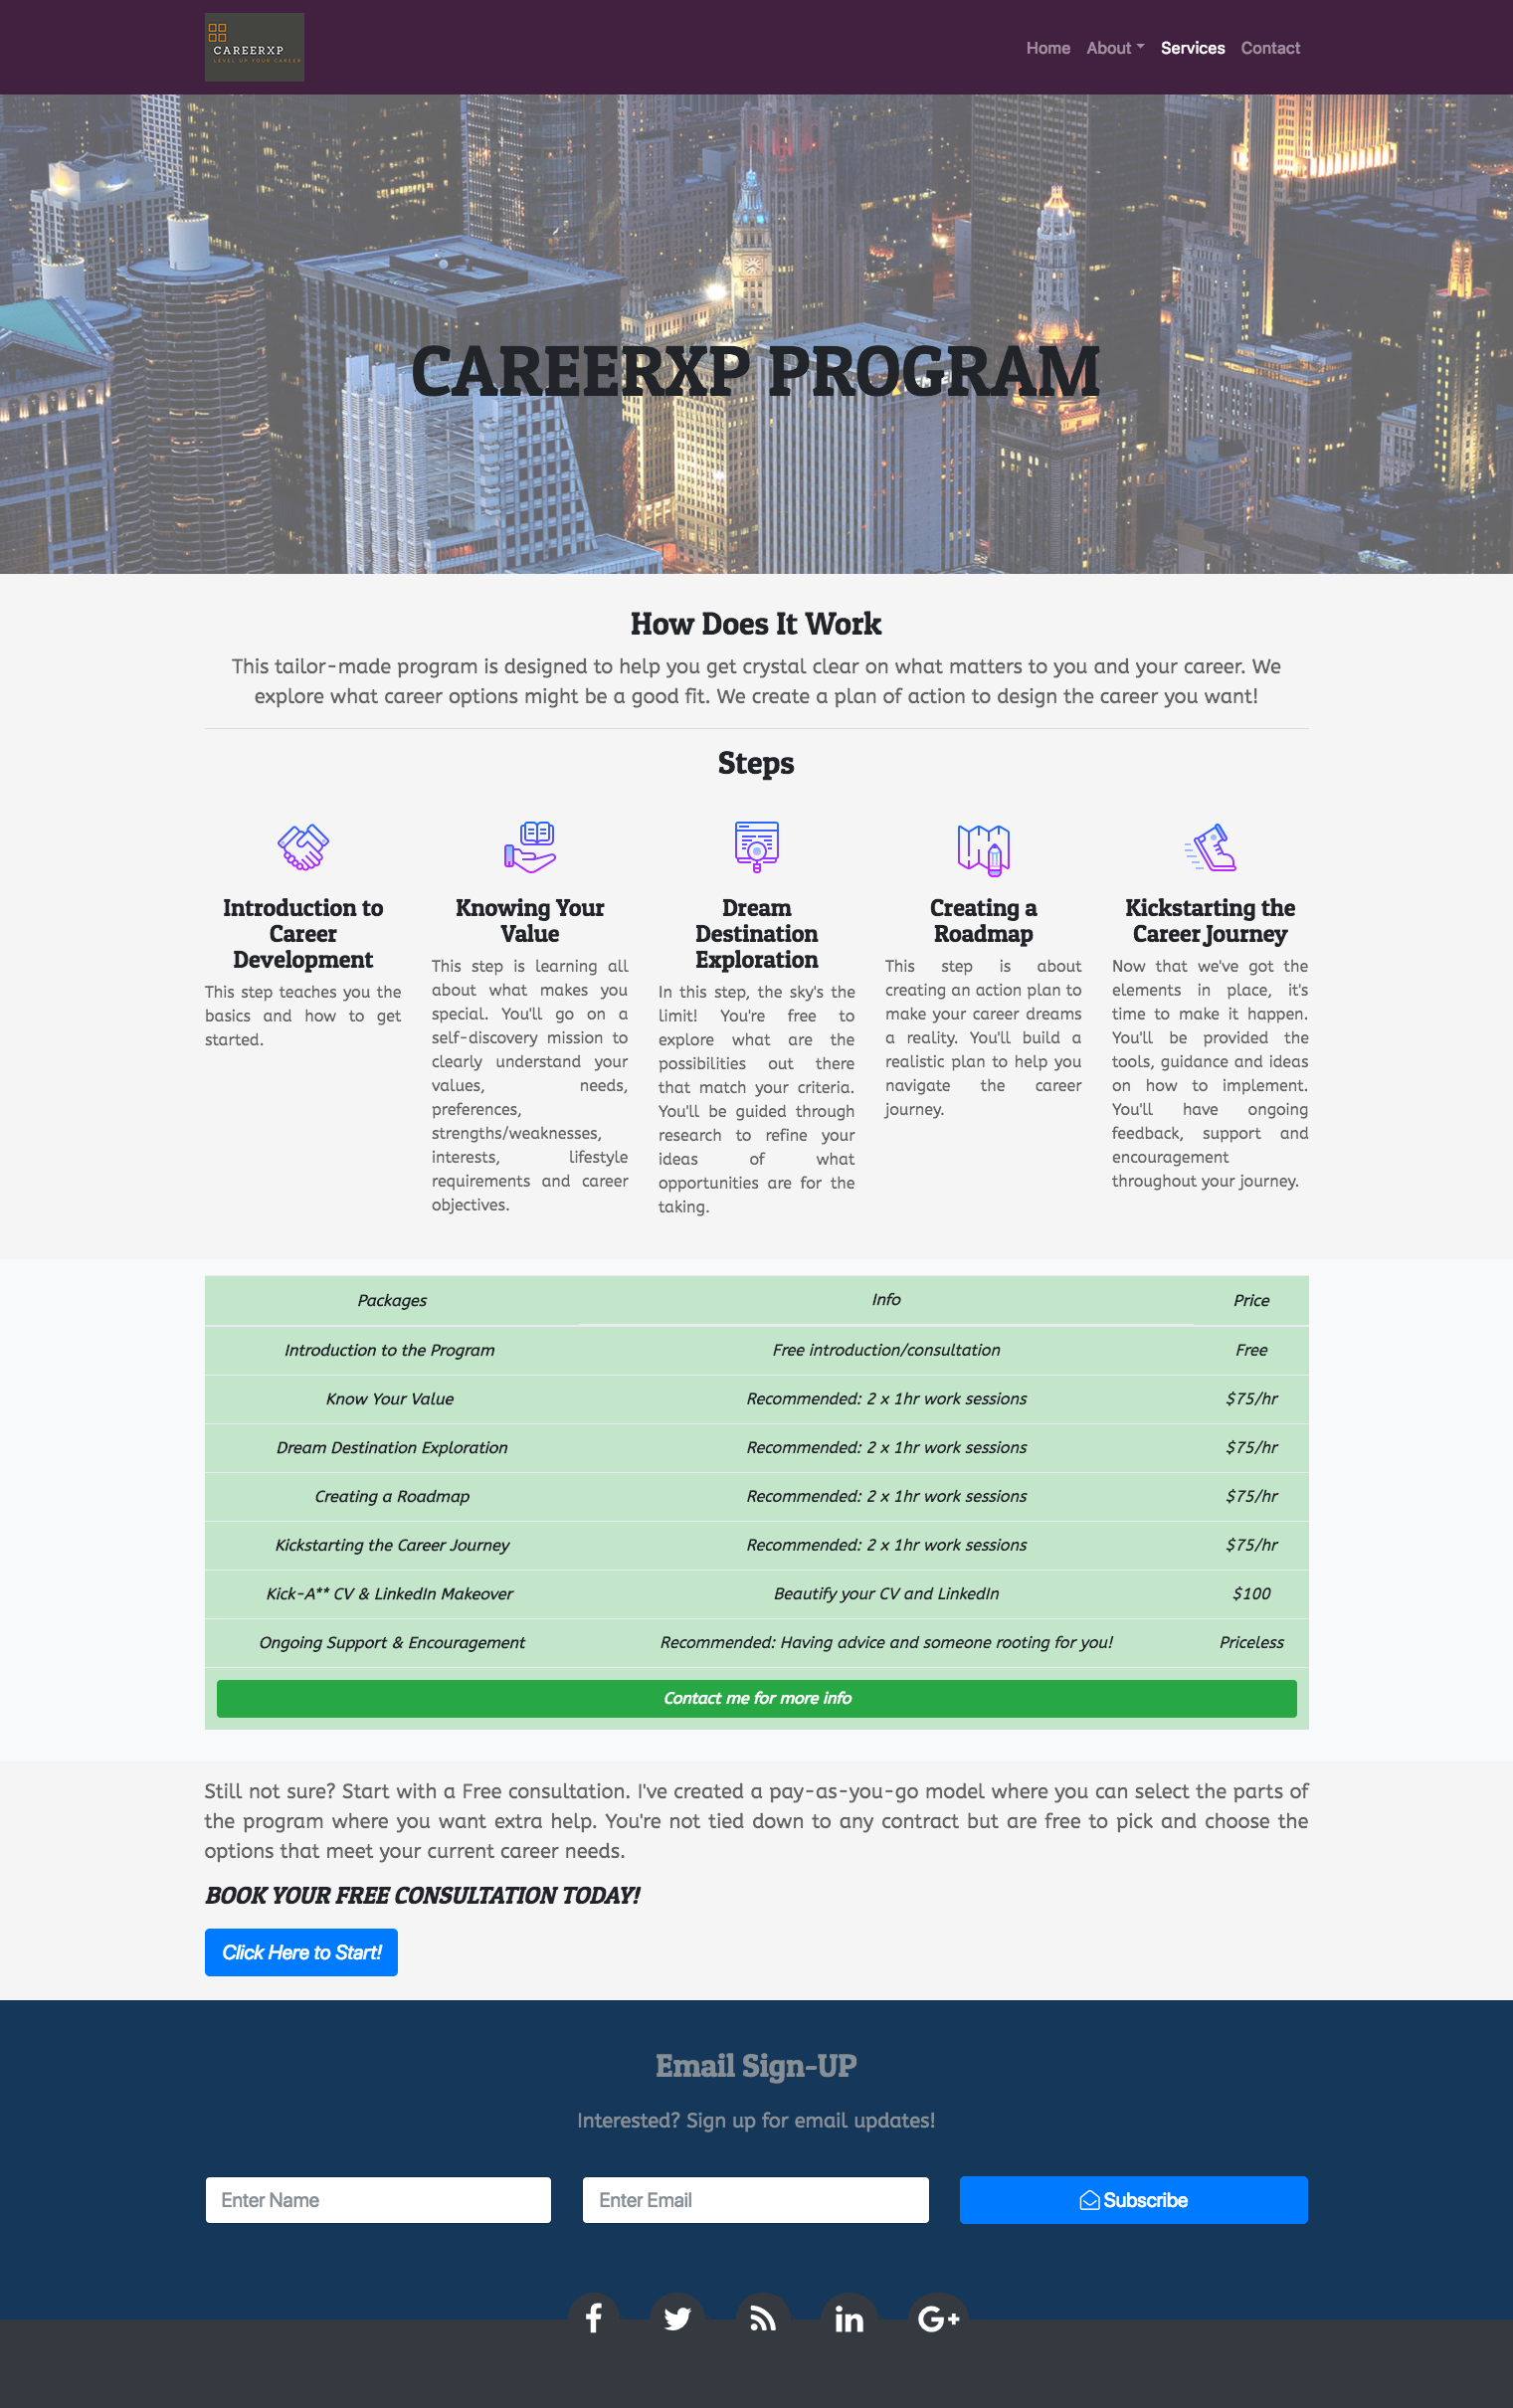 CAREERXP
LEVEL UP YOUR CAREER
Home About Services Contact
CAREERXP PROGRAM
How Does It Work
This tailor-made program is designed to help you get crystal clear on what matters to you and your career. We
explore what career options might be a good fit. We create a plan of action to design the career you want!
Steps
Introduction to
Career
Development
This step teaches you the
basics and how to get
started.
Knowing Your
Value
This step is learning all
about what makes you
special. You'll go on a
self-discovery mission to
clearly understand your
values, needs,
preferences,
strengths/weaknesses,
interests, lifestyle
requirements and career
objectives.
Dream
Destination
Exploration
In this step, the sky's the
limit! You're free to
explore what are the
possibilities out there
that match your criteria.
You'll be guided through
research to refine your
ideas of what
opportunities are for the
taking.
Creating a
Roadmap
This step is about
creating an action plan to
make your career dreams
a reality. You'll build a
realistic plan to help you
navigate the career
journey.
Kickstarting the
Career Journey
Now that we've got the
elements in place, it's
time to make it happen.
You'll be provided the
tools, guidance and ideas
on how to implement.
You'll have ongoing
feedback, support and
encouragement
throughout your journey.
Packages Info Price
Introduction to the Program Free introduction/consultation Free
Know Your Value Recommended: 2 x 1hr work sessions $75/hr
Dream Destination Exploration Recommended: 2 x 1hr work sessions $75/hr
Creating a Roadmap Recommended: 2 x 1hr work sessions $75/hr
Kickstarting the Career Journey Recommended: 2 x 1hr work sessions $75/hr
Kick-A** CV & LinkedIn Makeover Beautify your CV and LinkedIn $100
Ongoing Support & Encouragement Recommended: Having advice and someone rooting for you! Priceless
Contact me for more info
Still not sure? Start with a Free consultation. I've created a pay-as-you-go model where you can select the parts of
the program where you want extra help. You're not tied down to any contract but are free to pick and choose the
options that meet your current career needs.
BOOK YOUR FREE CONSULTATION TODAY!
Click Here to Start!
Email Sign-UP
Interested? Sign up for email updates!
Enter Name Enter Email Subscribe